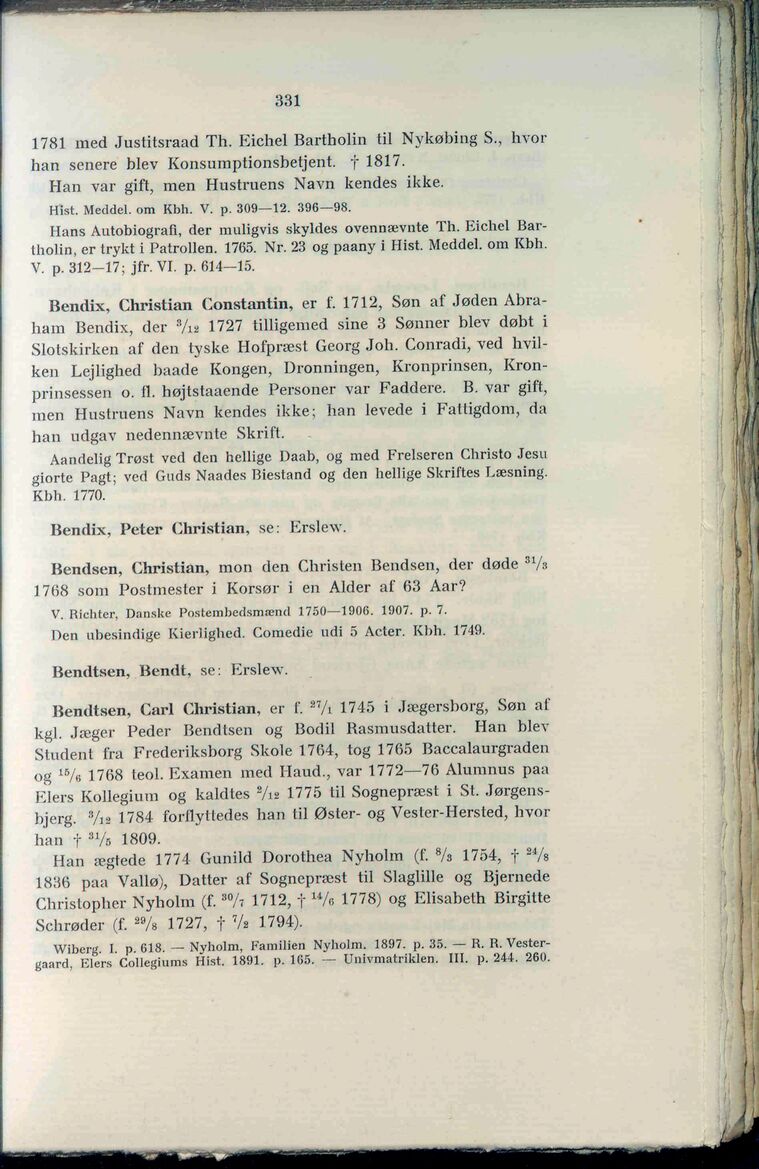 331
1781 med Justitsraad Th. Eichel Bartholin til Nykøbing S., hvor
han senere blev Konsumptionsbetjent. † 1817.
Han var gift, men Hustruens Navn kendes ikke.
Hist. Meddel. om Kbh. V. p. 309—12. 396—98.
Hans Autobiografi, der muligvis skyldes ovennævnte Th. Eichel Bar-
tholin, er trykt i Patrollen. 1765. Nr. 23 og paany i Hist. Meddel. om Kbh.
V. p. 312—17; jfr. VI. p. 614—15.
Bendix, Christian Constantin, er f. 1712, Søn af Jøden Abra-
ham Bendix, der 3/12 1727 tilligemed sine 3 Sønner blev døbt i
Slotskirken af den tyske Hofpræst Georg Joh. Conradi, ved hvil-
ken Lejlighed baade Kongen, Dronningen, Kronprinsen, Kron-
prinsessen o. fl. højtstaaende Personer var Faddere. B. var gift,
men Hustruens Navn kendes ikke; han levede i Fattigdom, da
han udgav nedennævnte Skrift.
Aandelig Trøst ved den hellige Daab, og med Frelseren Christo Jesu
giorte Pagt; ved Guds Naades Biestand og den hellige Skriftes Læsning.
Kbh. 1770.
Bendix, Peter Christian, se: Erslew.
Bendsen, Christian, mon den Christen Bendsen, der døde 31/3
1768 som Postmester i Korsør i en Alder af 63 Aar?
V. Richter, Danske Postembedsmænd 1750—1906. 1907. p. 7.
Den ubesindige Kierlighed. Comedie udi 5 Acter. Kbh. 1749.
Bendtsen, Bendt, se: Erslew.
Bendtsen, Carl Christian, er f. 27/1 1745 i Jægersborg, Søn af
kgl. Jæger Peder Bendtsen og Bodil Rasmusdatter. Han blev
Student fra Frederiksborg Skole 1764, tog 1765 Baccalaurgraden
og 15/6 1768 teol. Examen med Haud., var 1772—76 Alumnus paa
Elers Kollegium og kaldtes 2/12 1775 til Sognepræst i St. Jørgens-
bjerg. 3/12 1784 forflyttedes han til Øster- og Vester-Hersted, hvor
han † 31/5 1809.
Han ægtede 1774 Gunild Dorothea Nyholm (f. 8/3 1754, † 24/8
1836 paa Vallø), Datter af Sognepræst til Slaglille og Bjernede
Christopher Nyholm (f. 30/7 1712, † 14/6 1778) og Elisabeth Birgitte
Schrøder (f. 29/8 1727, † 7/2 1794).
Wiberg. I. p. 618. — Nyholm, Familien Nyholm. 1897. p. 35. — R. R. Vester-
gaard, Elers Collegiums Hist. 1891. p. 165. — Univmatriklen. III. p. 244. 260.